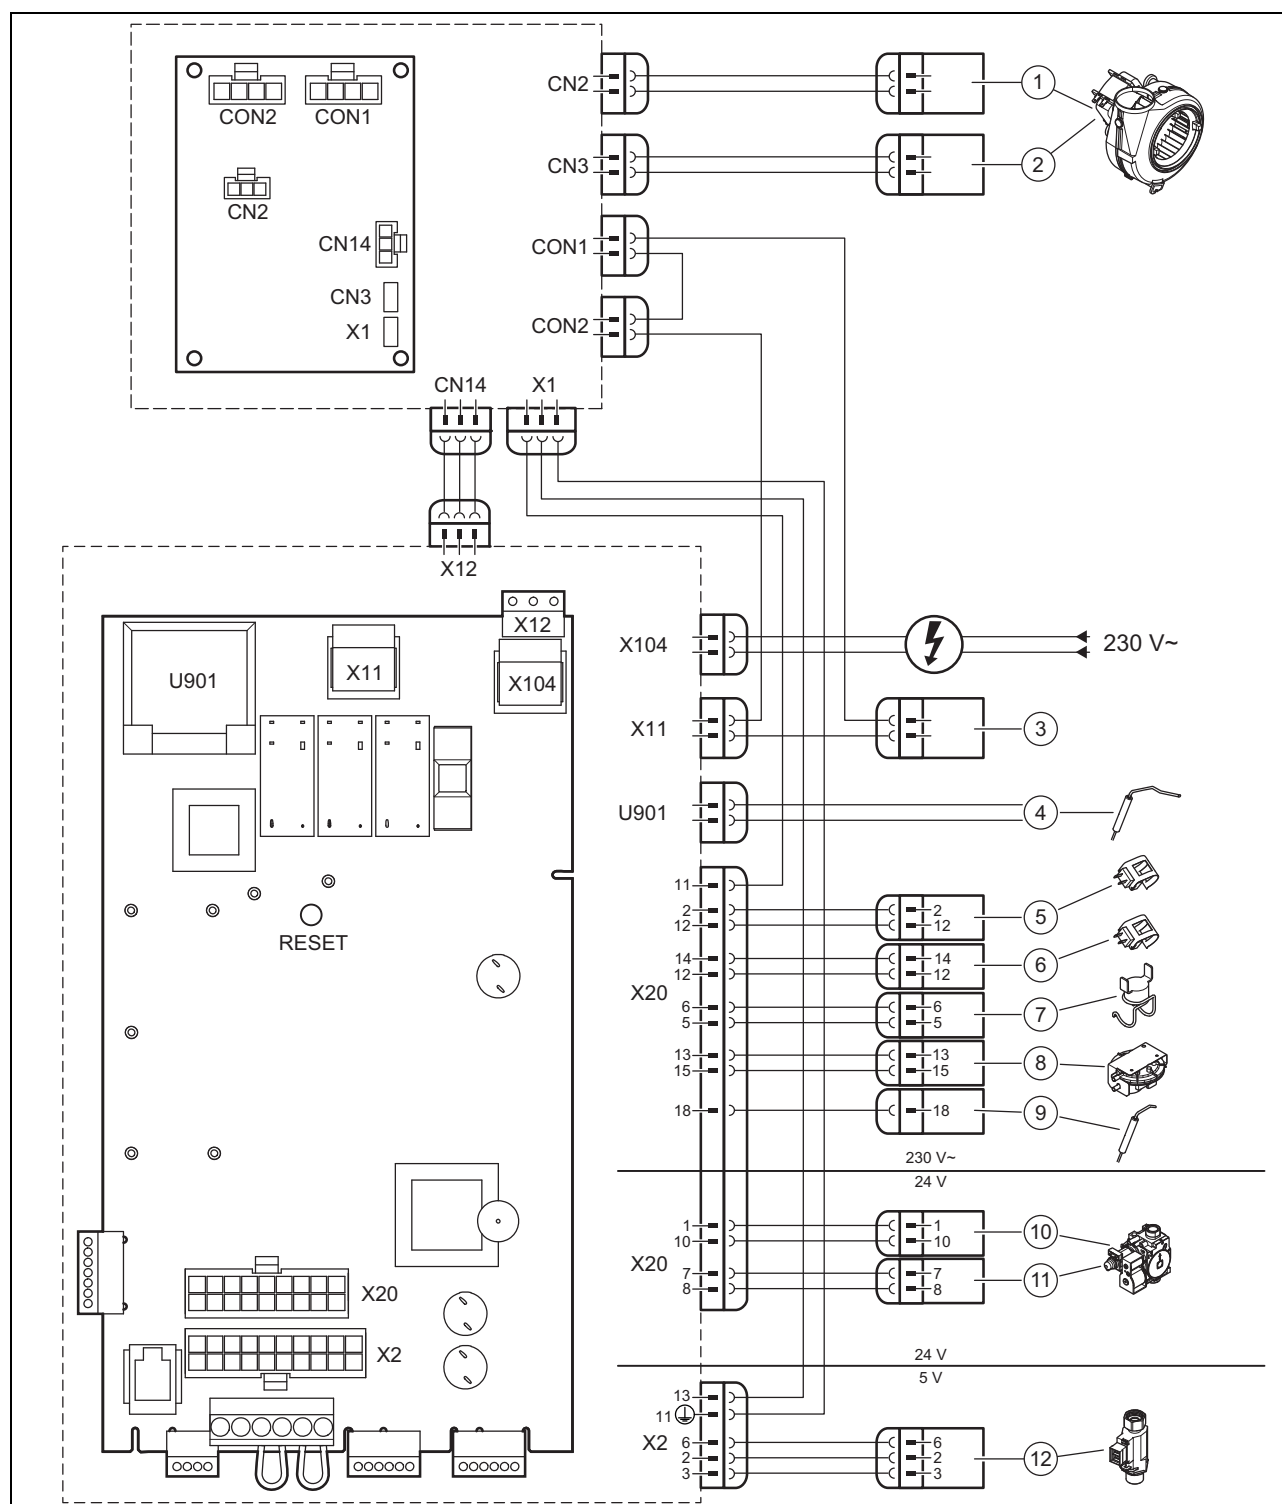 CON2 CON1
CN2
CN14
CN3
X1
CN2
CN3
CON1
CON2
CN14 X1
1
2
X12
X12
U901
X11
X104
RESET
X20
X2
X104
230 V~
X11
3
U901
4
X20
11
2 2
12 12
5
14 14
12 12
6
6 6
5 5
7
13 13
15 15
8
18 18
9
230 V~
24 V
X20
1 1
10 10
10
7 7
8 8
11
24 V
5 V
X2
13
11
6 6
2 2
3 3
12